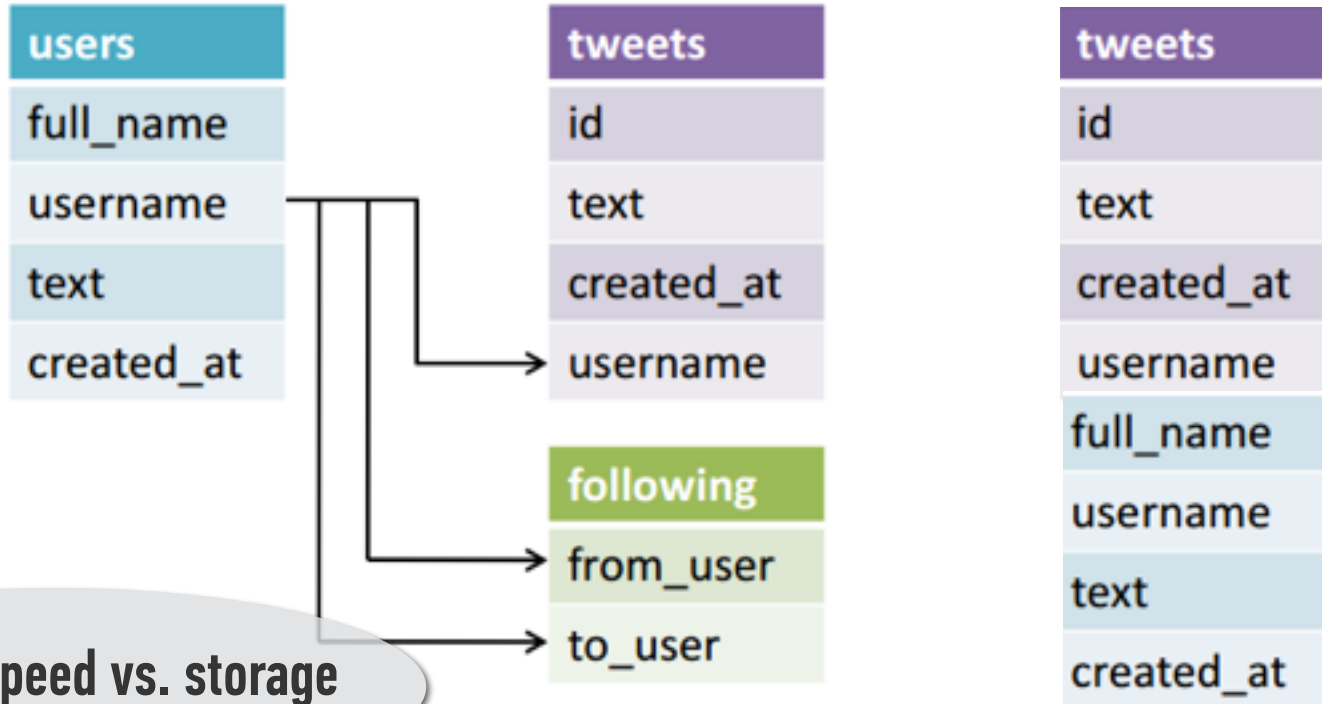 users
full_name
username
text
created_at
tweets
id
text
created_at
username
following
from_user
to_user
tweets
id
text
created_at
username
full_name
username
text
created_at
peed vs. storage